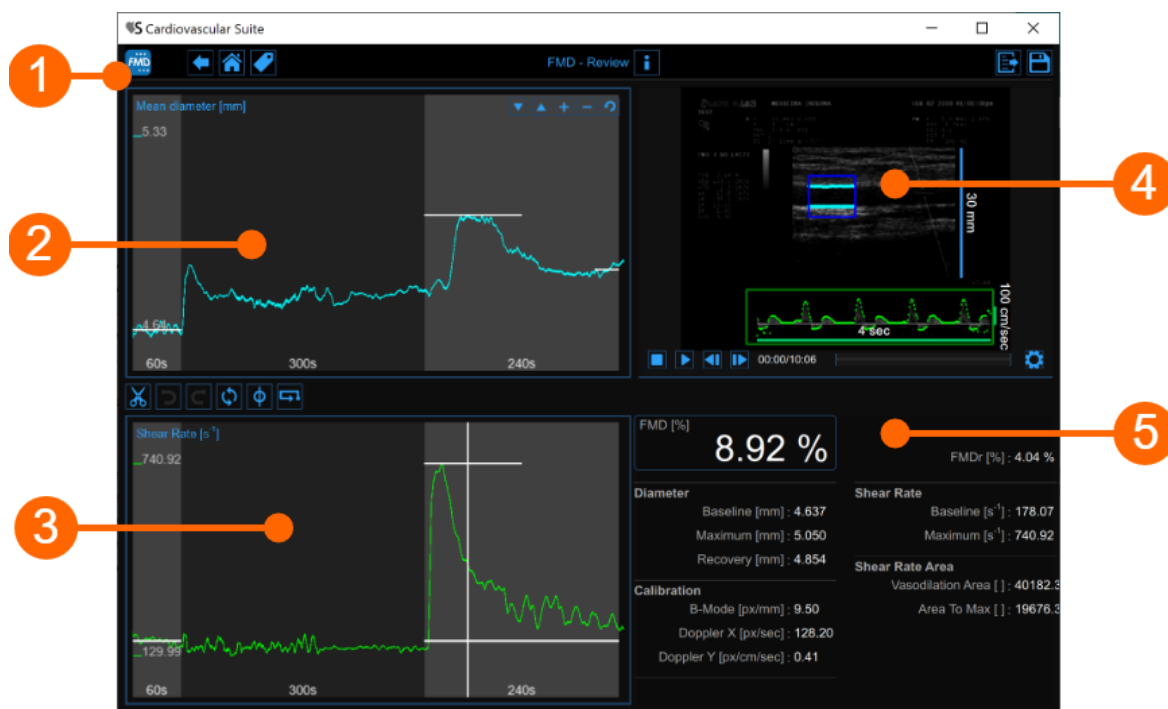 Cardiovascular Suite
FMD
FMD - Review
1
Mean diameter [mm]
5.33
4.64
60s
300s
240s
2
MEDICINA INTERNA
30 mm
100 cm/sec
4 sec
00:00/10:06
4
Shear Rate [s-1]
740.92
129.99
60s
300s
240s
3
FMD [%]
8.92 %
FMDr [%] : 4.04 %
5
Diameter
Baseline [mm] : 4.637
Maximum [mm] : 5.050
Recovery [mm] : 4.854
Calibration
B-Mode [px/mm] : 9.50
Doppler X [px/sec] : 128.20
Doppler Y [px/cm/sec] : 0.41
Shear Rate
Baseline [s-1] : 178.07
Maximum [s-1] : 740.92
Shear Rate Area
Vasodilation Area [ ] : 40182.3
Area To Max [ ] : 19676.3